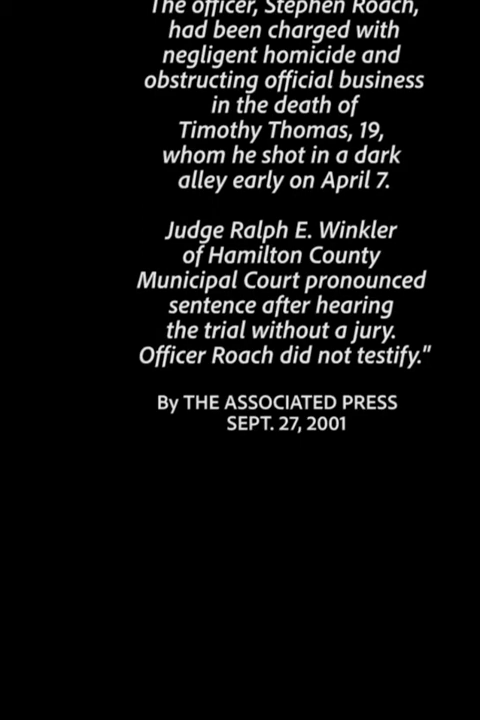 The officer, Stephen Roach,
had been charged with
negligent homicide and
obstructing official business
in the death of
Timothy Thomas, 19,
whom he shot in a dark
alley early on April 7.
Judge Ralph E. Winkler
of Hamilton County
Municipal Court pronounced
sentence after hearing
the trial without a jury.
Officer Roach did not testify."
By THE ASSOCIATED PRESS
SEPT. 27, 2001